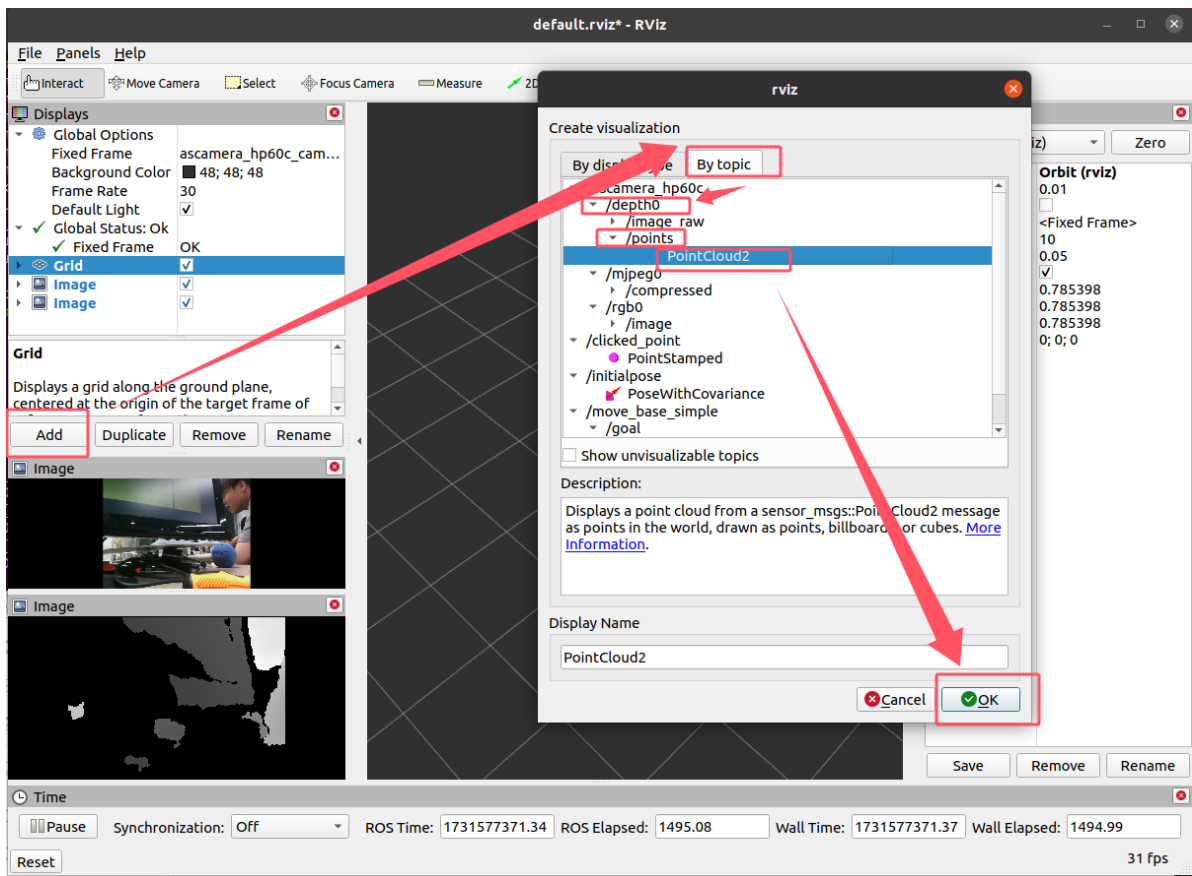 default.rviz* - RViz
File Panels Help
Interact Move Camera Select Focus Camera Measure 2D
Displays
Global Options
Fixed Frame ascamera_hp60c_cam...
Background Color 48; 48; 48
Frame Rate 30
Default Light
Global Status: Ok
Fixed Frame OK
Grid
Image
Image
Grid
Displays a grid along the ground plane,
centered at the origin of the target frame of
Add Duplicate Remove Rename
Image
Image
rviz
Create visualization
By display type By topic
ascamera_hp60c
/depth0
/image_raw
/points
PointCloud2
/mjpeg0
/compressed
/rgb0
/image
/clicked_point
PointStamped
/initialpose
PoseWithCovariance
/move_base_simple
/goal
Show unvisualizable topics
Description:
Displays a point cloud from a sensor_msgs::PointCloud2 message
as points in the world, drawn as points, billboards, or cubes. More
Information.
Display Name
PointCloud2
Cancel OK
iz) Zero
Orbit (rviz)
0.01
<Fixed Frame>
10
0.05
0.785398
0.785398
0.785398
0; 0; 0
Save Remove Rename
Time
Pause Synchronization: Off ROS Time: 1731577371.34 ROS Elapsed: 1495.08 Wall Time: 1731577371.37 Wall Elapsed: 1494.99
Reset 31 fps